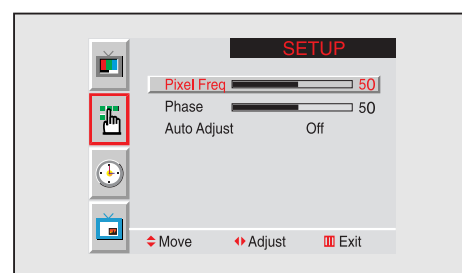 SETUP
Pixel Freq 50
Phase 50
Auto Adjust Off
Move Adjust Exit